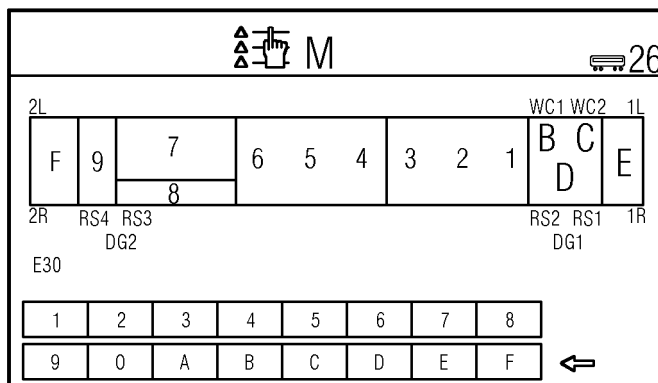 M 26
2L WC1 WC2 1L
F 9 7 8 6 5 4 3 2 1 B C D E
2R RS4 RS3 RS2 RS1 1R
DG2 DG1
E30
1 2 3 4 5 6 7 8
9 0 A B C D E F